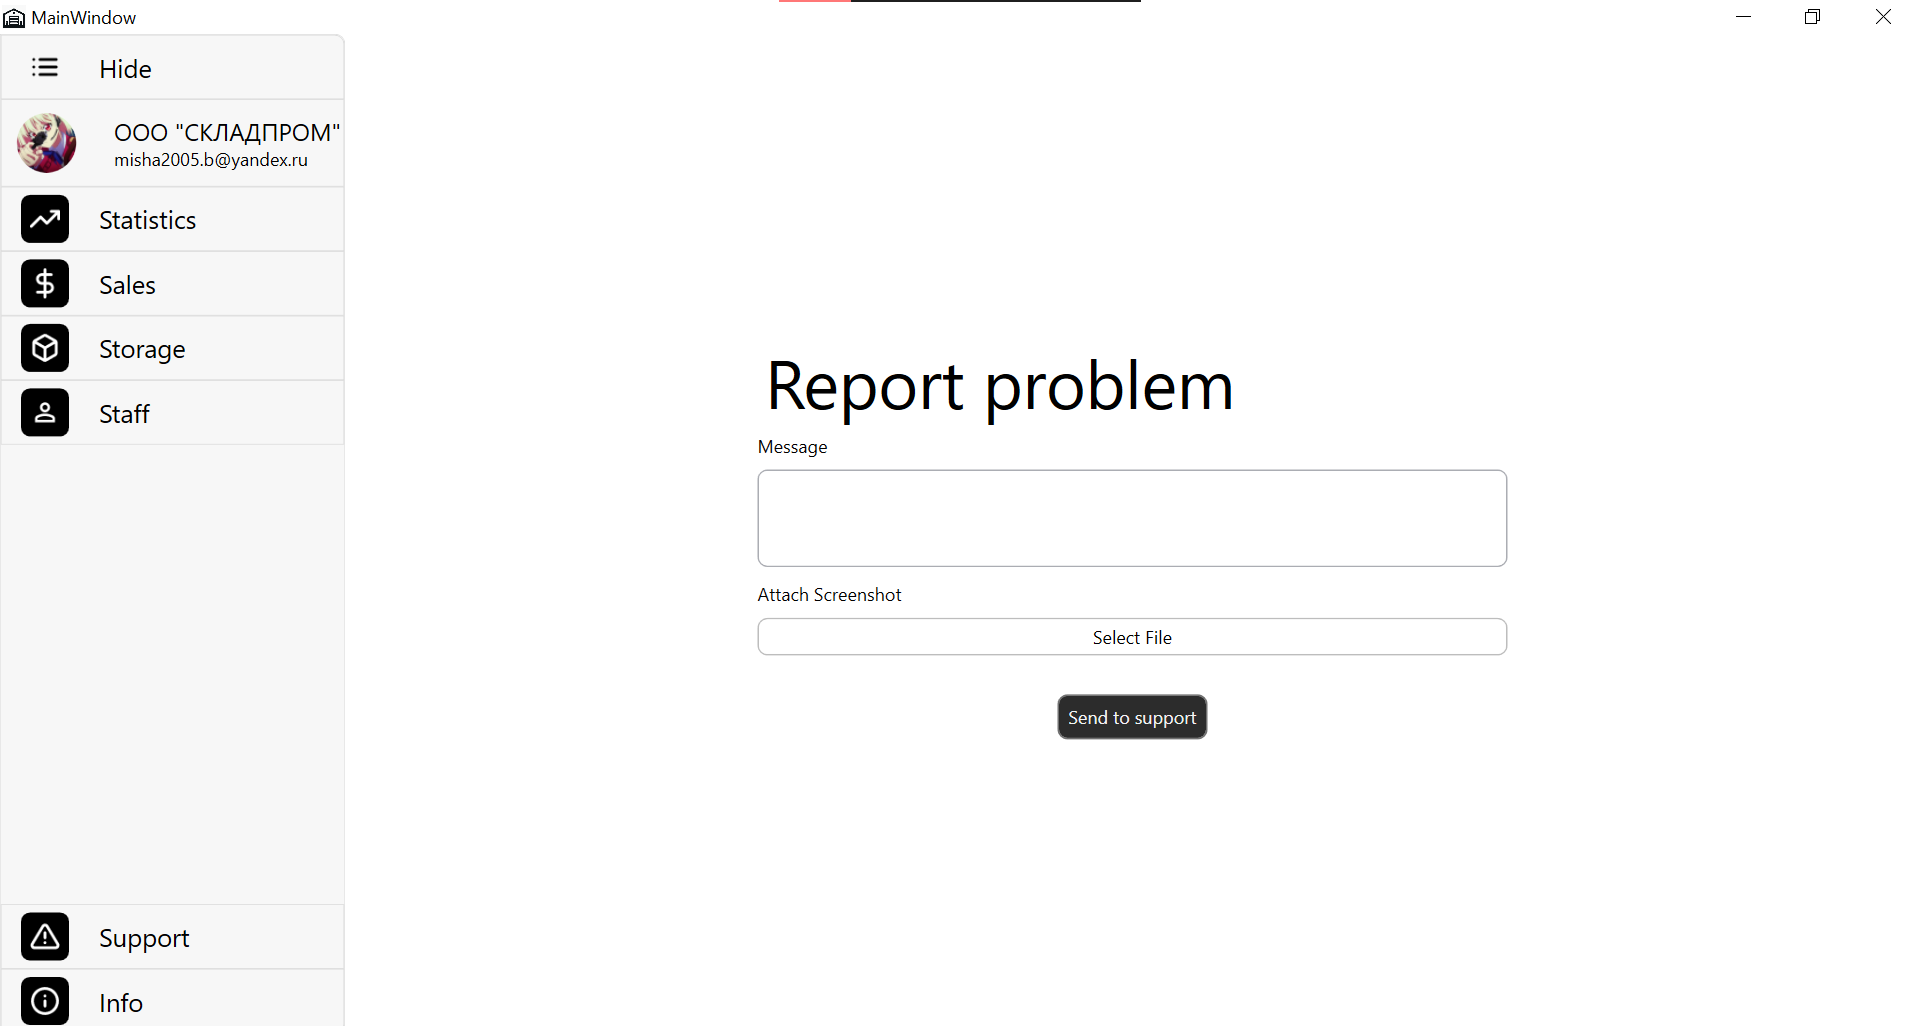 MainWindow
Hide
ООО "СКЛАДПРОМ"
misha2005.b@yandex.ru
Statistics
Sales
Storage
Staff
Report problem
Message
Attach Screenshot
Select File
Send to support
Support
Info